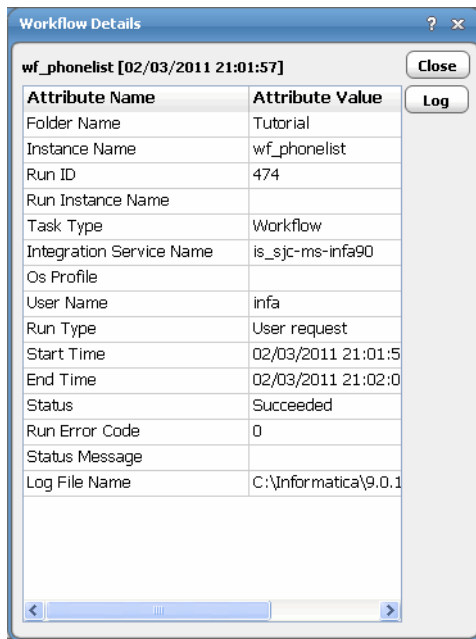 Workflow Details ? x
wf_phonelist [02/03/2011 21:01:57] Close
Attribute Name Attribute Value Log
Folder Name Tutorial
Instance Name wf_phonelist
Run ID 474
Run Instance Name
Task Type Workflow
Integration Service Name is_sjc-ms-infa90
Os Profile
User Name infa
Run Type User request
Start Time 02/03/2011 21:01:5
End Time 02/03/2011 21:02:0
Status Succeeded
Run Error Code 0
Status Message
Log File Name C:\Informatica\9.0.1